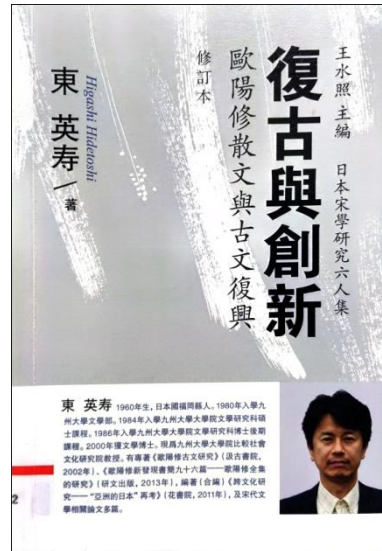 王水照 主編　日本宋學研究六人集
復古與創新
歐陽修散文與古文復興
修訂本
Higashi Hidetoshi
東 英寿／著
東 英寿 1960年生，日本國福岡縣人。1980年入學九
州大學文學部。1984年入學九州大學大學院文學研究科碩
士課程。1986年入學九州大學大學院文學研究科博士後期
課程。2000年獲文學博士。現爲九州大學大學院比較社會
文化研究院教授。有專著《歐陽修古文研究》（汲古書院，
2002年）、《歐陽修新發現書簡九十六篇——歐陽修全集
的研究》（研文出版，2013年），編著（合編）《跨文化研
究——“亞洲的日本”再考》（花書院，2011年），及宋代文
學相關論文多篇。
2